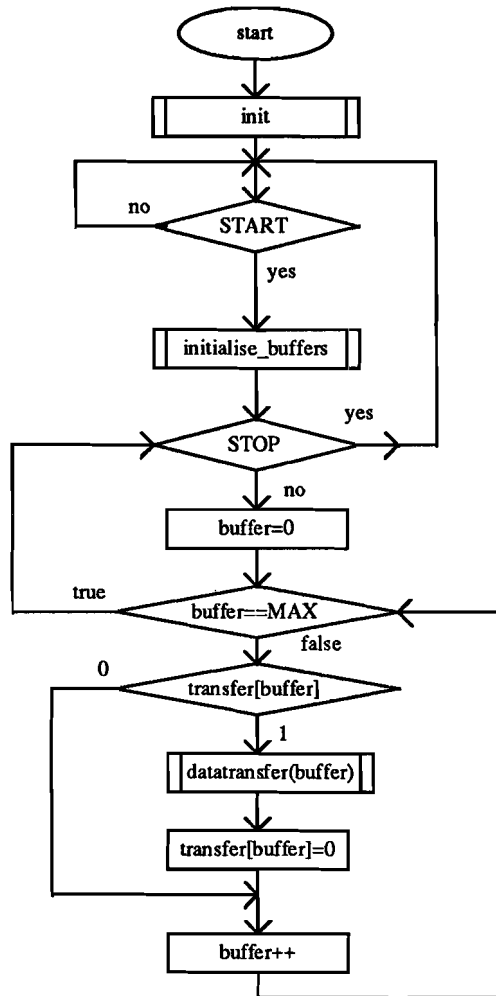 start
init
no
START
yes
initialise_buffers
yes
STOP
no
buffer=0
true
buffer==MAX
false
0
transfer[buffer]
1
datatransfer(buffer)
transfer[buffer]=0
buffer++